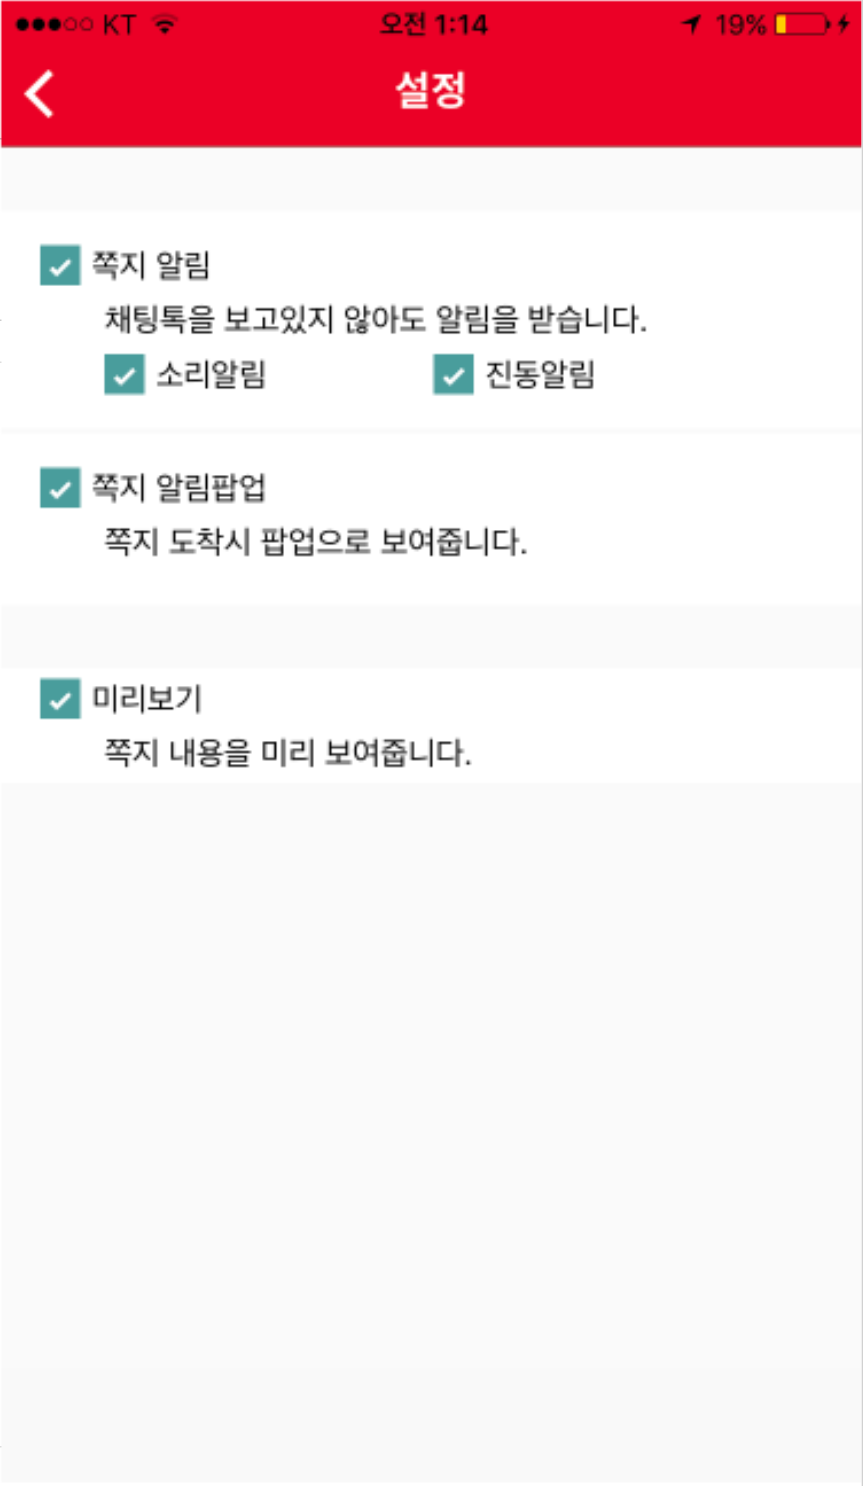 KT 오전 1:14 19%
설정
쪽지 알림
채팅톡을 보고있지 않아도 알림을 받습니다.
소리알림 진동알림
쪽지 알림팝업
쪽지 도착시 팝업으로 보여줍니다.
미리보기
쪽지 내용을 미리 보여줍니다.